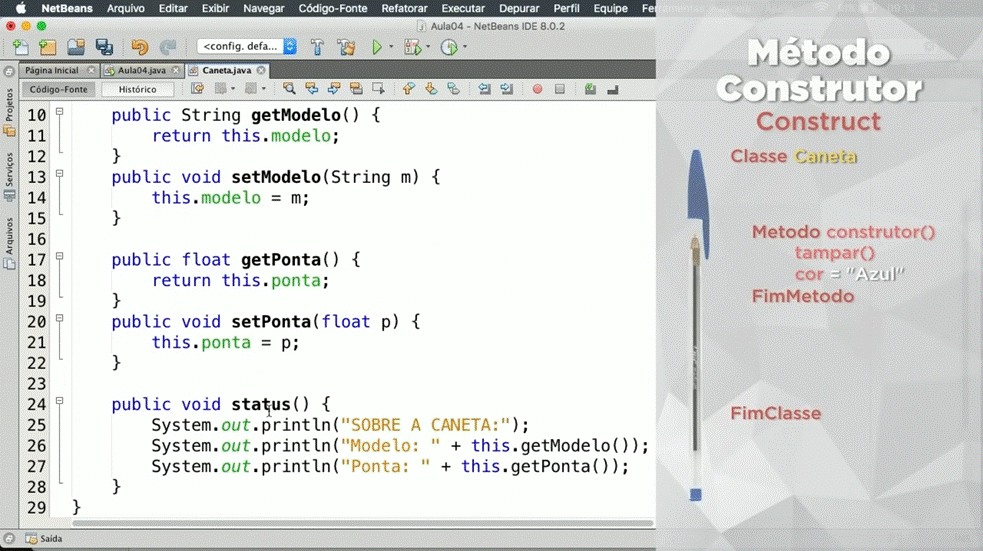 NetBeans Arquivo Editar Exibir Navegar Código-Fonte Refatorar Executar Depurar Perfil Equipe
Aula04 - NetBeans IDE 8.0.2
<config. defa...
Página Inicial Aula04.java Caneta.java
Código-Fonte Histórico
Projetos
Serviços
Arquivos
10 public String getModelo() {
11 return this.modelo;
12 }
13 public void setModelo(String m) {
14 this.modelo = m;
15 }
16
17 public float getPonta() {
18 return this.ponta;
19 }
20 public void setPonta(float p) {
21 this.ponta = p;
22 }
23
24 public void status() {
25 System.out.println("SOBRE A CANETA:");
26 System.out.println("Modelo: " + this.getModelo());
27 System.out.println("Ponta: " + this.getPonta());
28 }
29 }
Saída
Método
Construtor
Construct
Classe Caneta
Metodo construtor()
tampar()
cor = "Azul"
FimMetodo
FimClasse